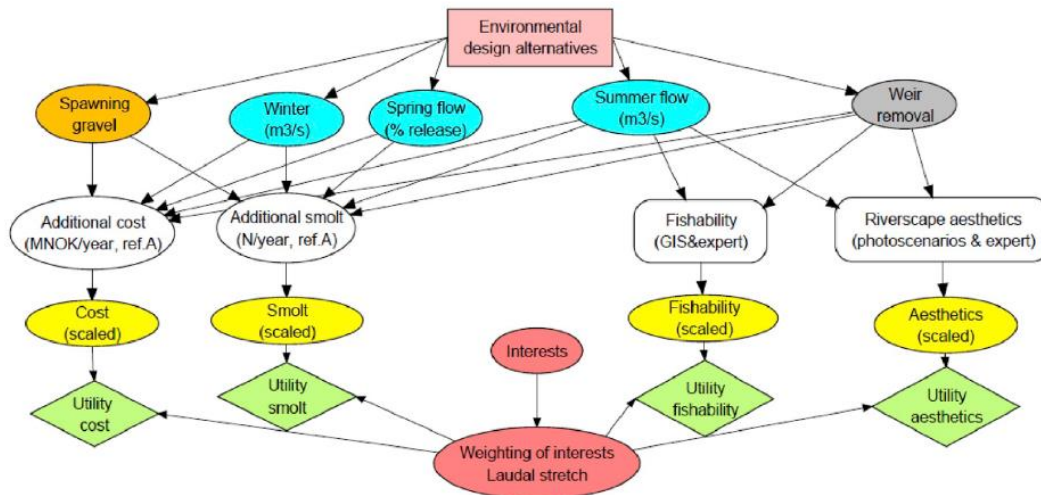 Environmental
design alternatives
Spawning
gravel
Winter
(m3/s)
Spring flow
(% release)
Summer flow
(m3/s)
Weir
removal
Additional cost
(MNOK/year, ref.A)
Additional smolt
(N/year, ref.A)
Fishability
(GIS&expert)
Riverscape aesthetics
(photoscenarios & expert)
Cost
(scaled)
Smolt
(scaled)
Fishability
(scaled)
Aesthetics
(scaled)
Interests
Utility
cost
Utility
smolt
Utility
fishability
Utility
aesthetics
Weighting of interests
Laudal stretch